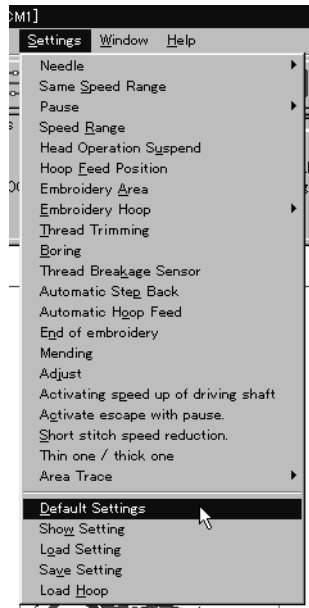 CM1]
Settings Window Help
Needle
Same Speed Range
Pause
Speed Range
Head Operation Suspend
Hoop Feed Position
Embroidery Area
Embroidery Hoop
Thread Trimming
Boring
Thread Breakage Sensor
Automatic Step Back
Automatic Hoop Feed
End of embroidery
Mending
Adjust
Activating speed up of driving shaft
Activate escape with pause.
Short stitch speed reduction.
Thin one / thick one
Area Trace
Default Settings
Show Setting
Load Setting
Save Setting
Load Hoop